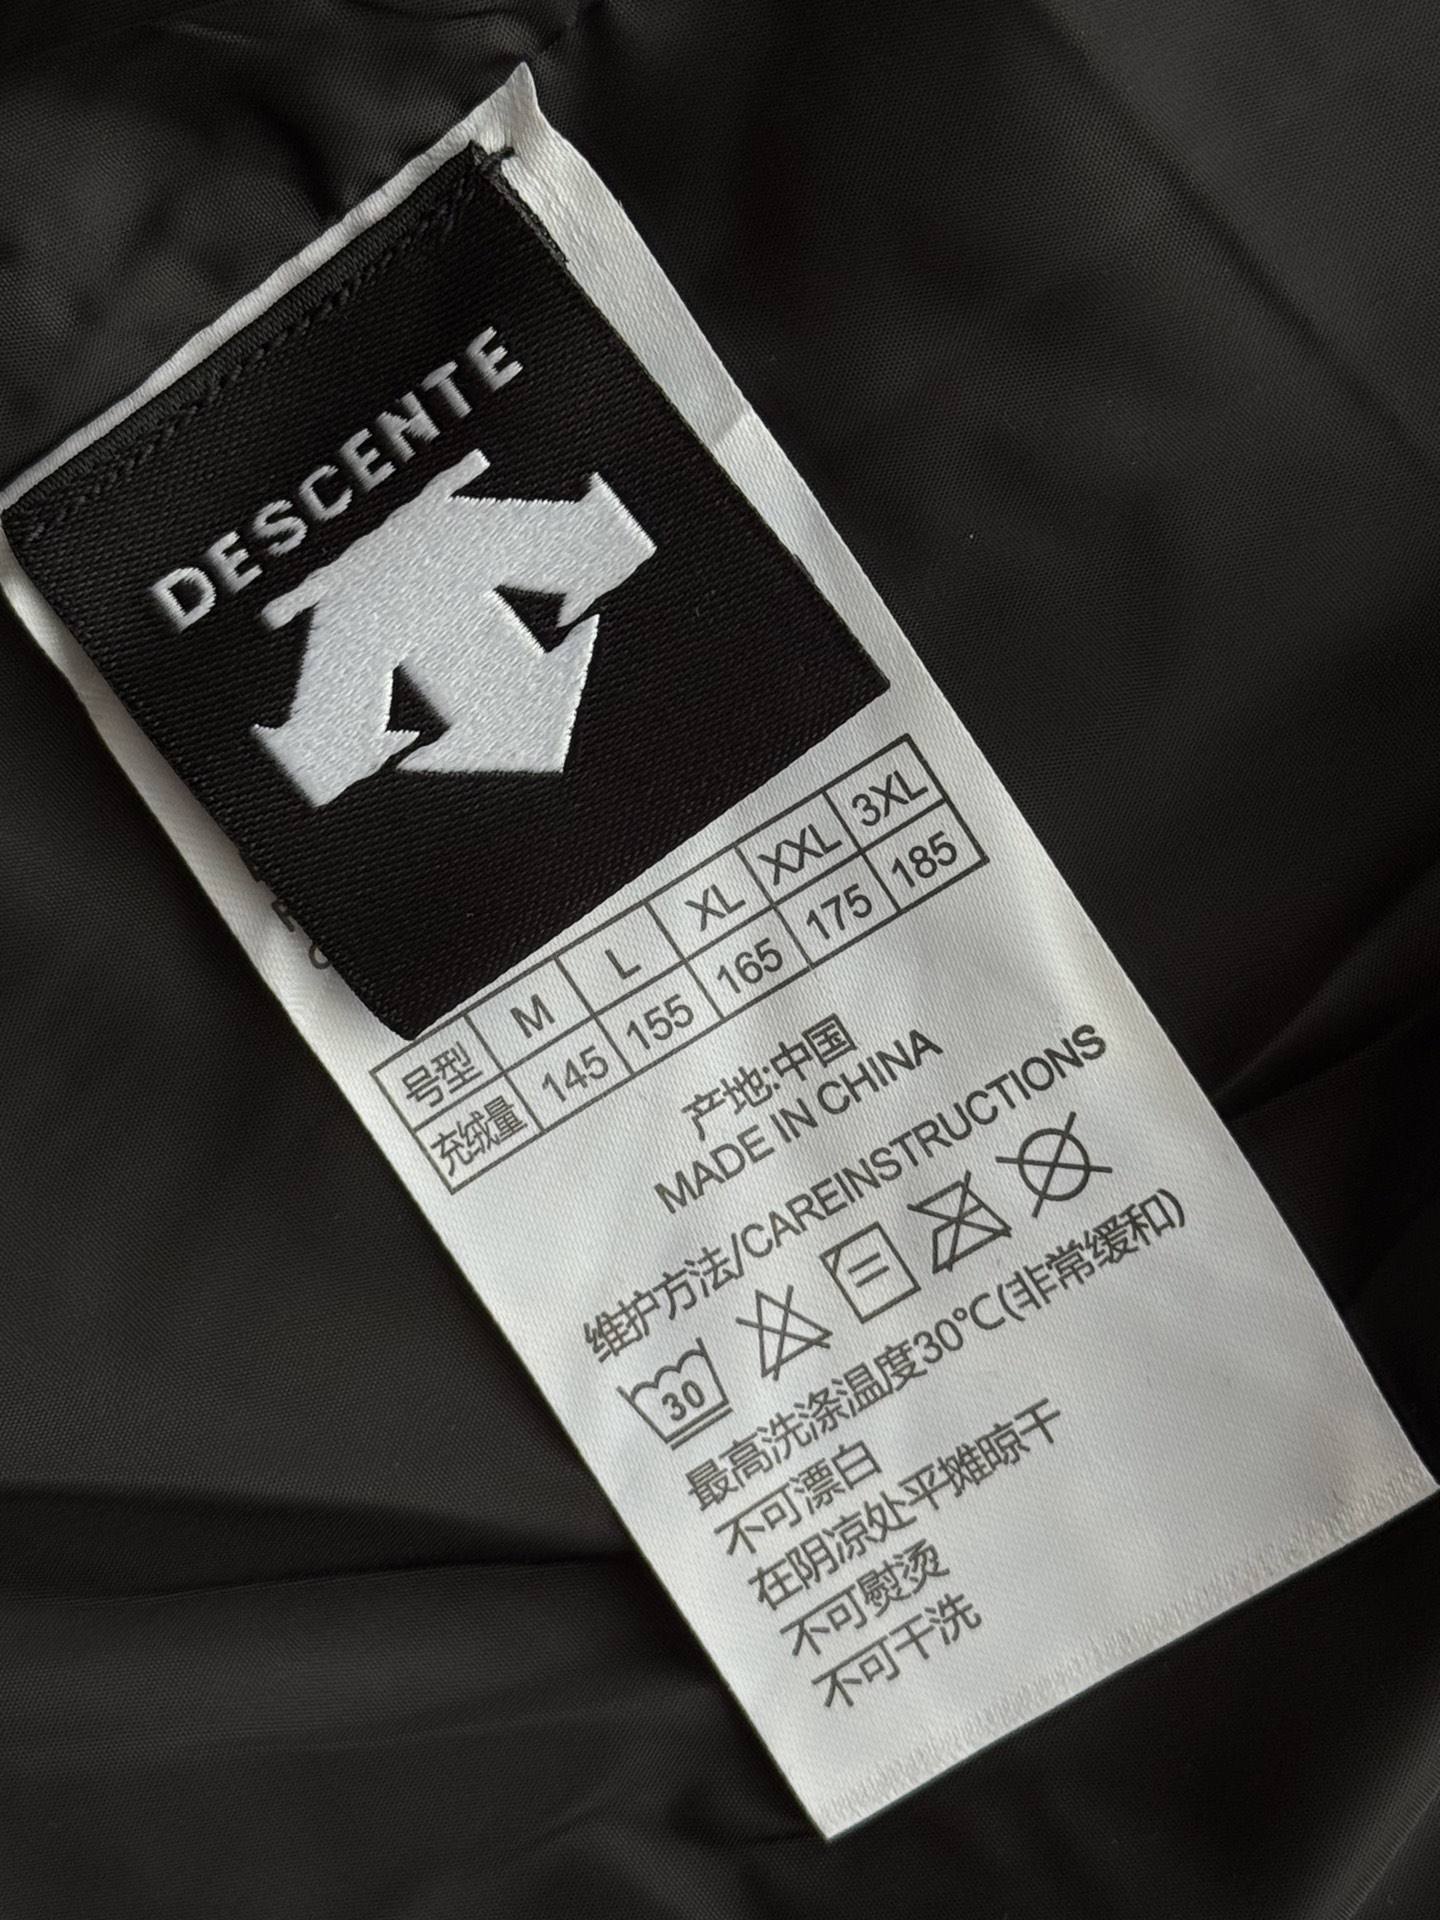 DESCENTE
号型 M L XL XXL 3XL
充绒量 145 155 165 175 185
产地:中国
MADE IN CHINA
维护方法/CAREINSTRUCTIONS
30
最高洗涤温度30℃(非常缓和)
不可漂白
在阴凉处平摊晾干
不可熨烫
不可干洗